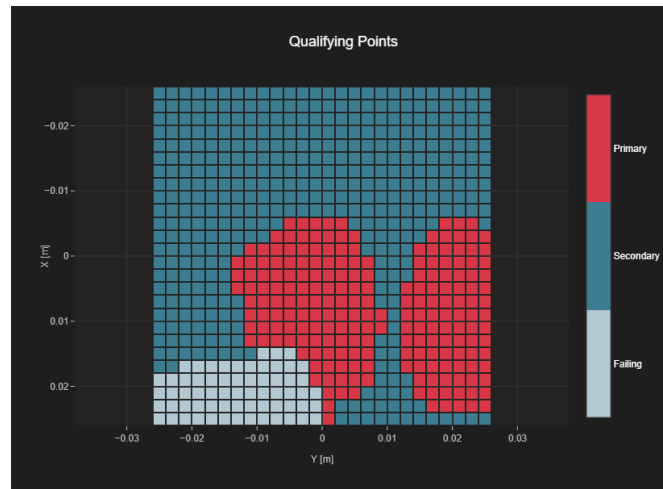 Qualifying Points
−0.02
−0.01
0
0.01
0.02
X [m]
−0.03
−0.02
−0.01
0
0.01
0.02
0.03
Y [m]
Primary
Secondary
Failing